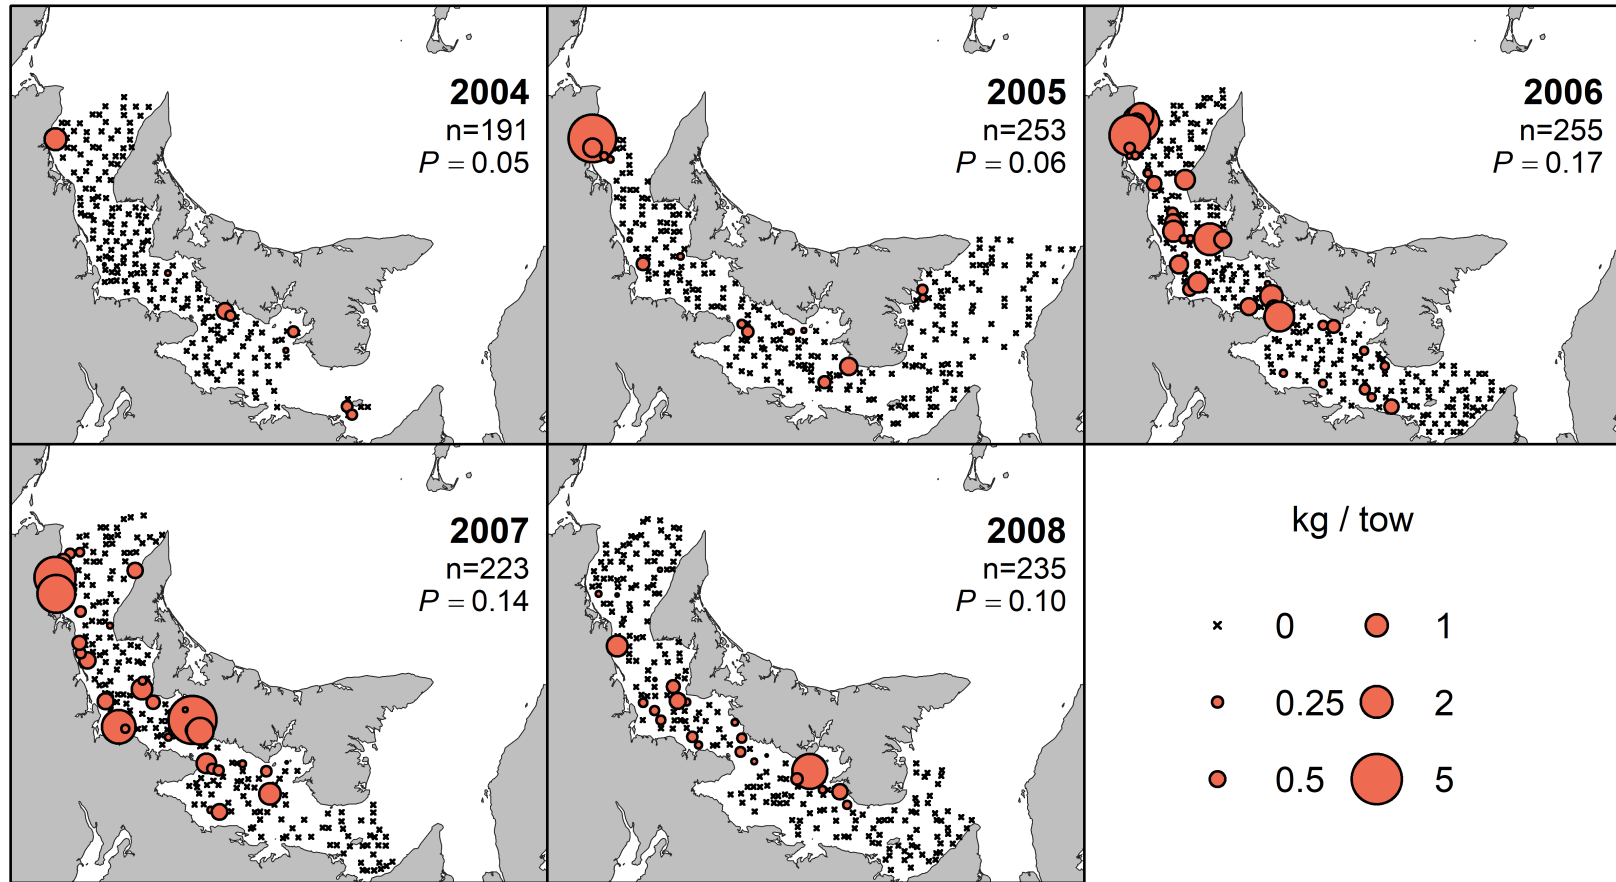 2004
n=191
P = 0.05
2005
n=253
P = 0.06
2006
n=255
P = 0.17
2007
n=223
P = 0.14
2008
n=235
P = 0.10
kg / tow
0 1
0.25 2
0.5 5